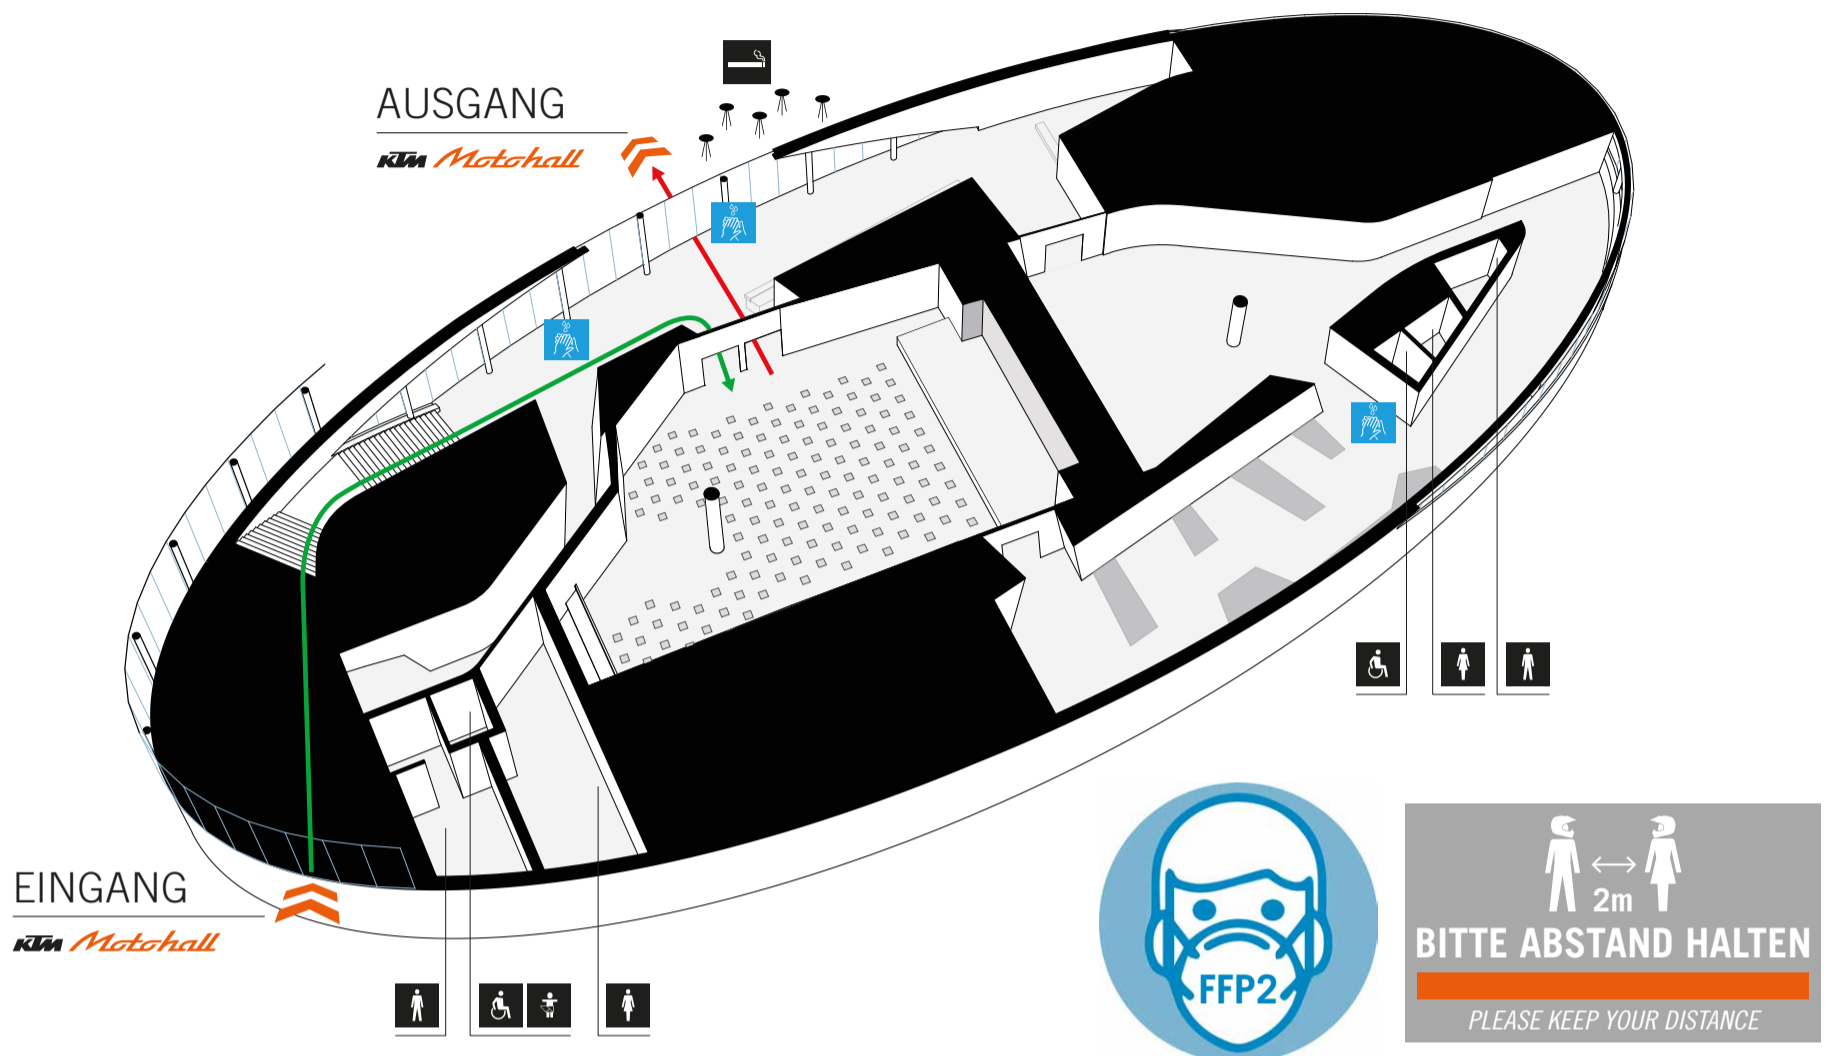 AUSGANG
KTM Motohall
EINGANG
KTM Motohall
FFP2
2m
BITTE ABSTAND HALTEN
PLEASE KEEP YOUR DISTANCE